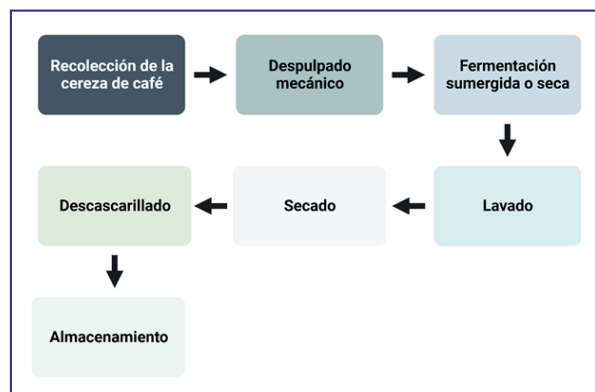 Recolección de la
cereza de café
Despulpado
mecánico
Fermentación
sumergida o seca
Lavado
Secado
Descascarillado
Almacenamiento